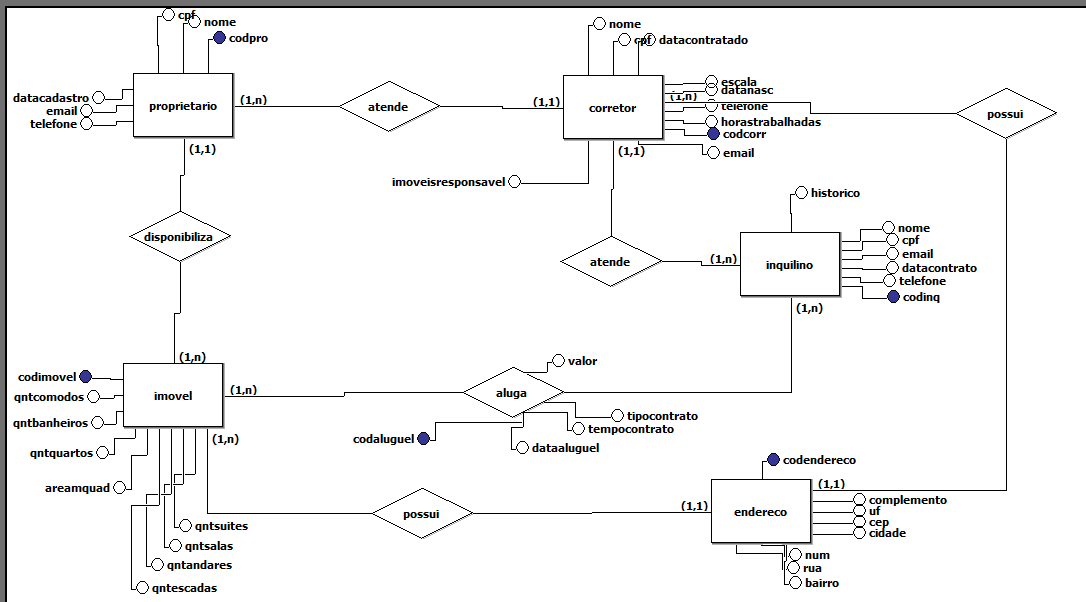 cpf
nome
codpro
datacadastro
email
telefone
proprietario
(1,n)
atende
(1,1)
(1,1)
nome
cpf
datacontratado
corretor
escala
datanasc
(1,n)
telefone
horastrabalhadas
codcorr
email
(1,1)
imoveisresponsavel
possui
disponibiliza
historico
atende
(1,n)
inquilino
nome
cpf
email
datacontrato
telefone
codinq
(1,n)
(1,n)
codimovel
qntcomodos
qntbanheiros
qntquartos
areamquad
imovel
(1,n)
(1,n)
valor
aluga
tipocontrato
tempocontrato
codaluguel
dataaluguel
qntsuites
qntsalas
qntandares
qntescadas
possui
(1,1)
codendereco
(1,1)
endereco
complemento
uf
cep
cidade
num
rua
bairro